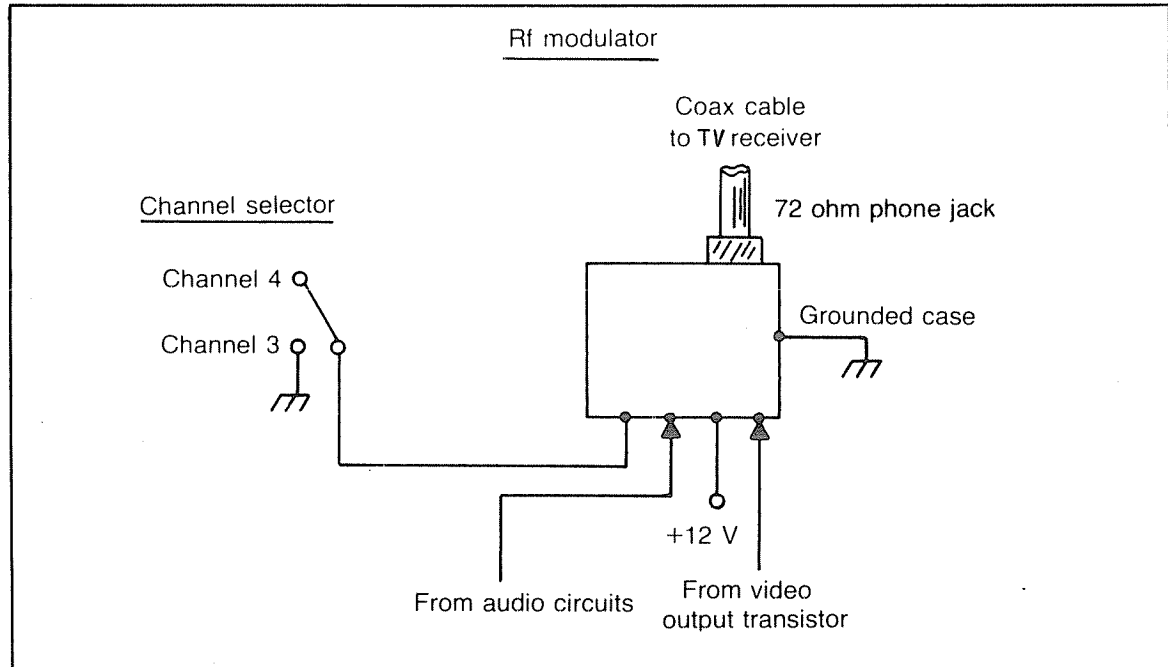 Rf modulator
Coax cable
to TV receiver
72 ohm phone jack
Channel selector
Channel 4
Channel 3
Grounded case
+12 V
From audio circuits
From video
output transistor